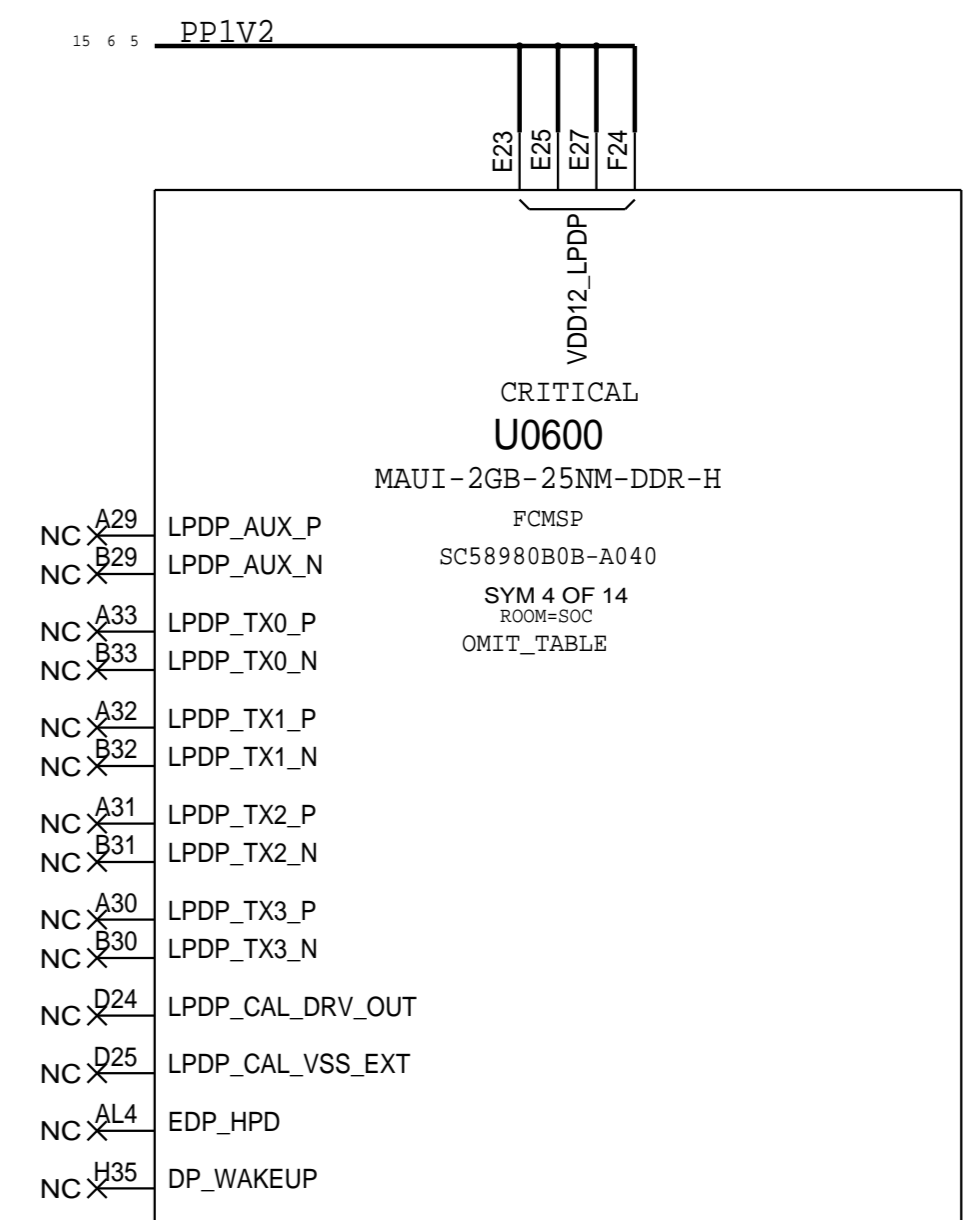 15 6 5 PP1V2
E23 E25 E27 F24
VDD12_LPDP
CRITICAL
U0600
MAUI-2GB-25NM-DDR-H
FCMSP
SC58980B0B-A040
SYM 4 OF 14
ROOM=SOC
OMIT_TABLE
NC A29 LPDP_AUX_P
NC B29 LPDP_AUX_N
NC A33 LPDP_TX0_P
NC B33 LPDP_TX0_N
NC A32 LPDP_TX1_P
NC B32 LPDP_TX1_N
NC A31 LPDP_TX2_P
NC B31 LPDP_TX2_N
NC A30 LPDP_TX3_P
NC B30 LPDP_TX3_N
NC D24 LPDP_CAL_DRV_OUT
NC D25 LPDP_CAL_VSS_EXT
NC AL4 EDP_HPD
NC H35 DP_WAKEUP